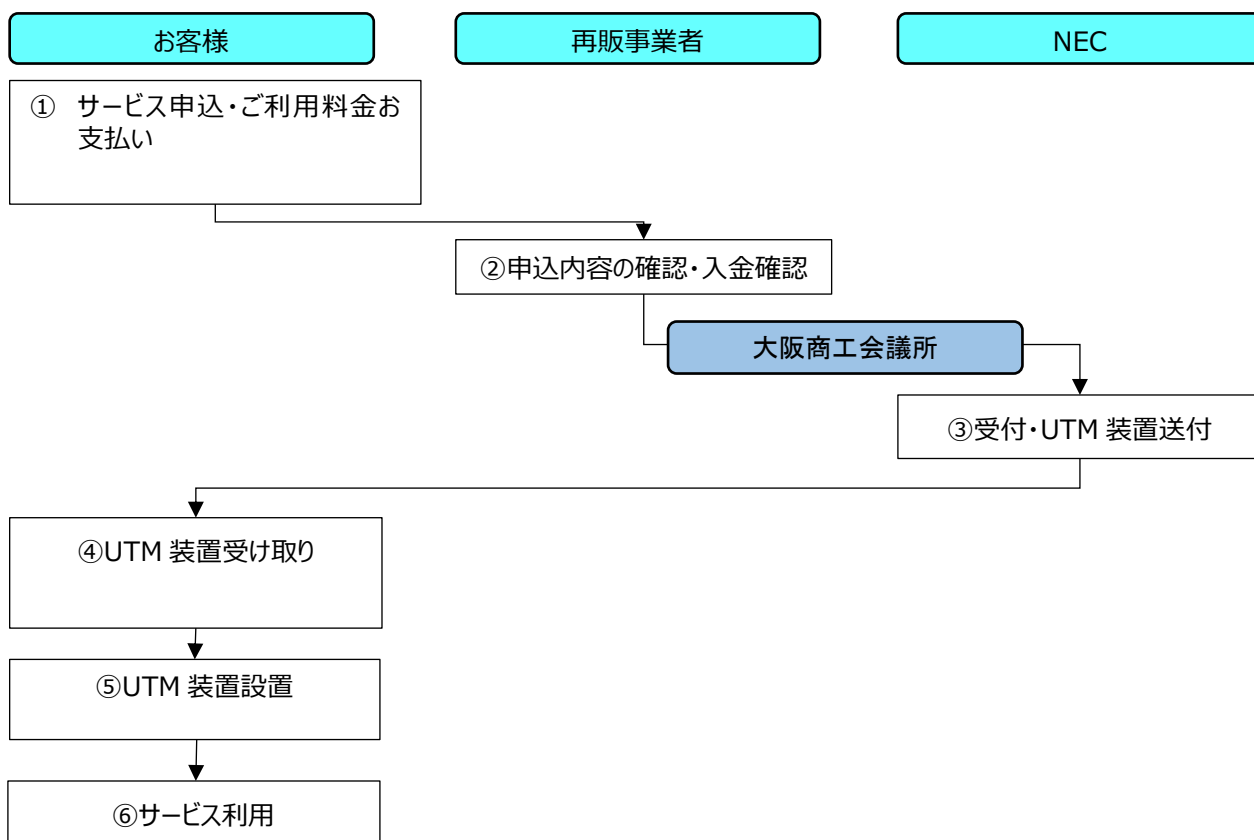 お客様
再販事業者
NEC
① サービス申込・ご利用料金お
支払い
②申込内容の確認・入金確認
大阪商工会議所
③受付・UTM 装置送付
④UTM 装置受け取り
⑤UTM 装置設置
⑥サービス利用